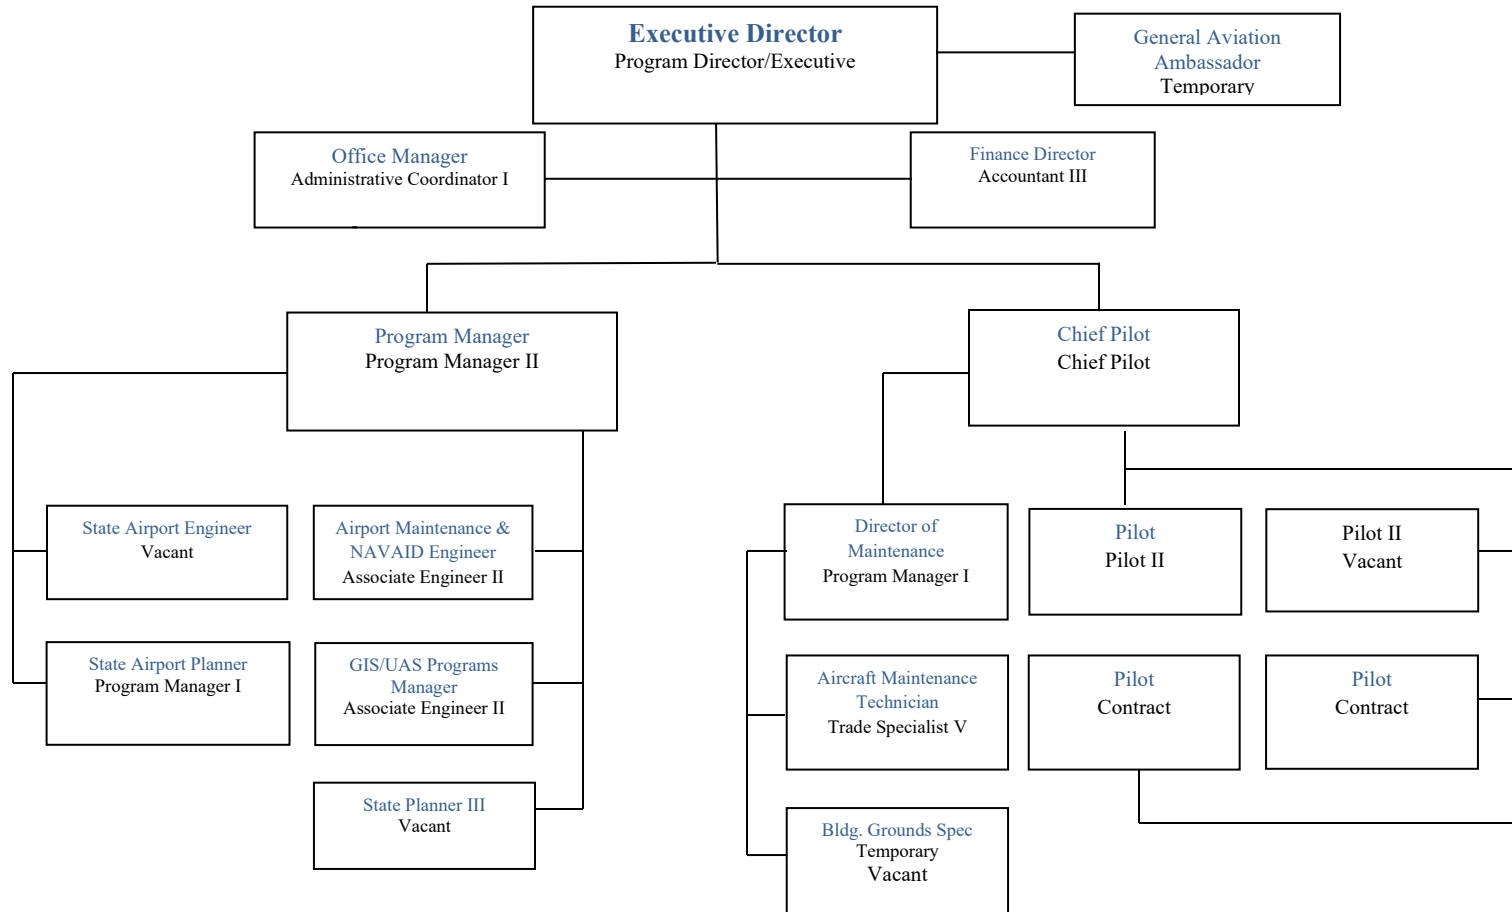 Executive Director
Program Director/Executive
General Aviation
Ambassador
Temporary
Office Manager
Administrative Coordinator I
Finance Director
Accountant III
Program Manager
Program Manager II
Chief Pilot
Chief Pilot
State Airport Engineer
Vacant
Airport Maintenance &
NAVAID Engineer
Associate Engineer II
Director of
Maintenance
Program Manager I
Pilot
Pilot II
Pilot II
Vacant
State Airport Planner
Program Manager I
GIS/UAS Programs
Manager
Associate Engineer II
Aircraft Maintenance
Technician
Trade Specialist V
Pilot
Contract
Pilot
Contract
State Planner III
Vacant
Bldg. Grounds Spec
Temporary
Vacant